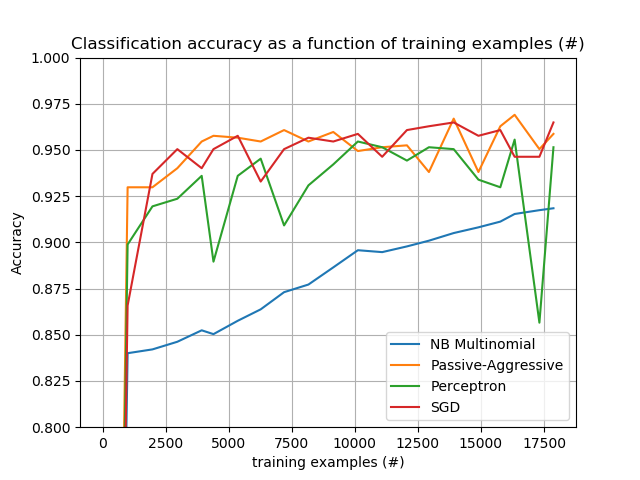 Classification accuracy as a function of training examples (#)
1.000
0.975
0.950
0.925
0.900
0.875
0.850
0.825
0.800
Accuracy
NB Multinomial
Passive-Aggressive
Perceptron
SGD
0 2500 5000 7500 10000 12500 15000 17500
training examples (#)